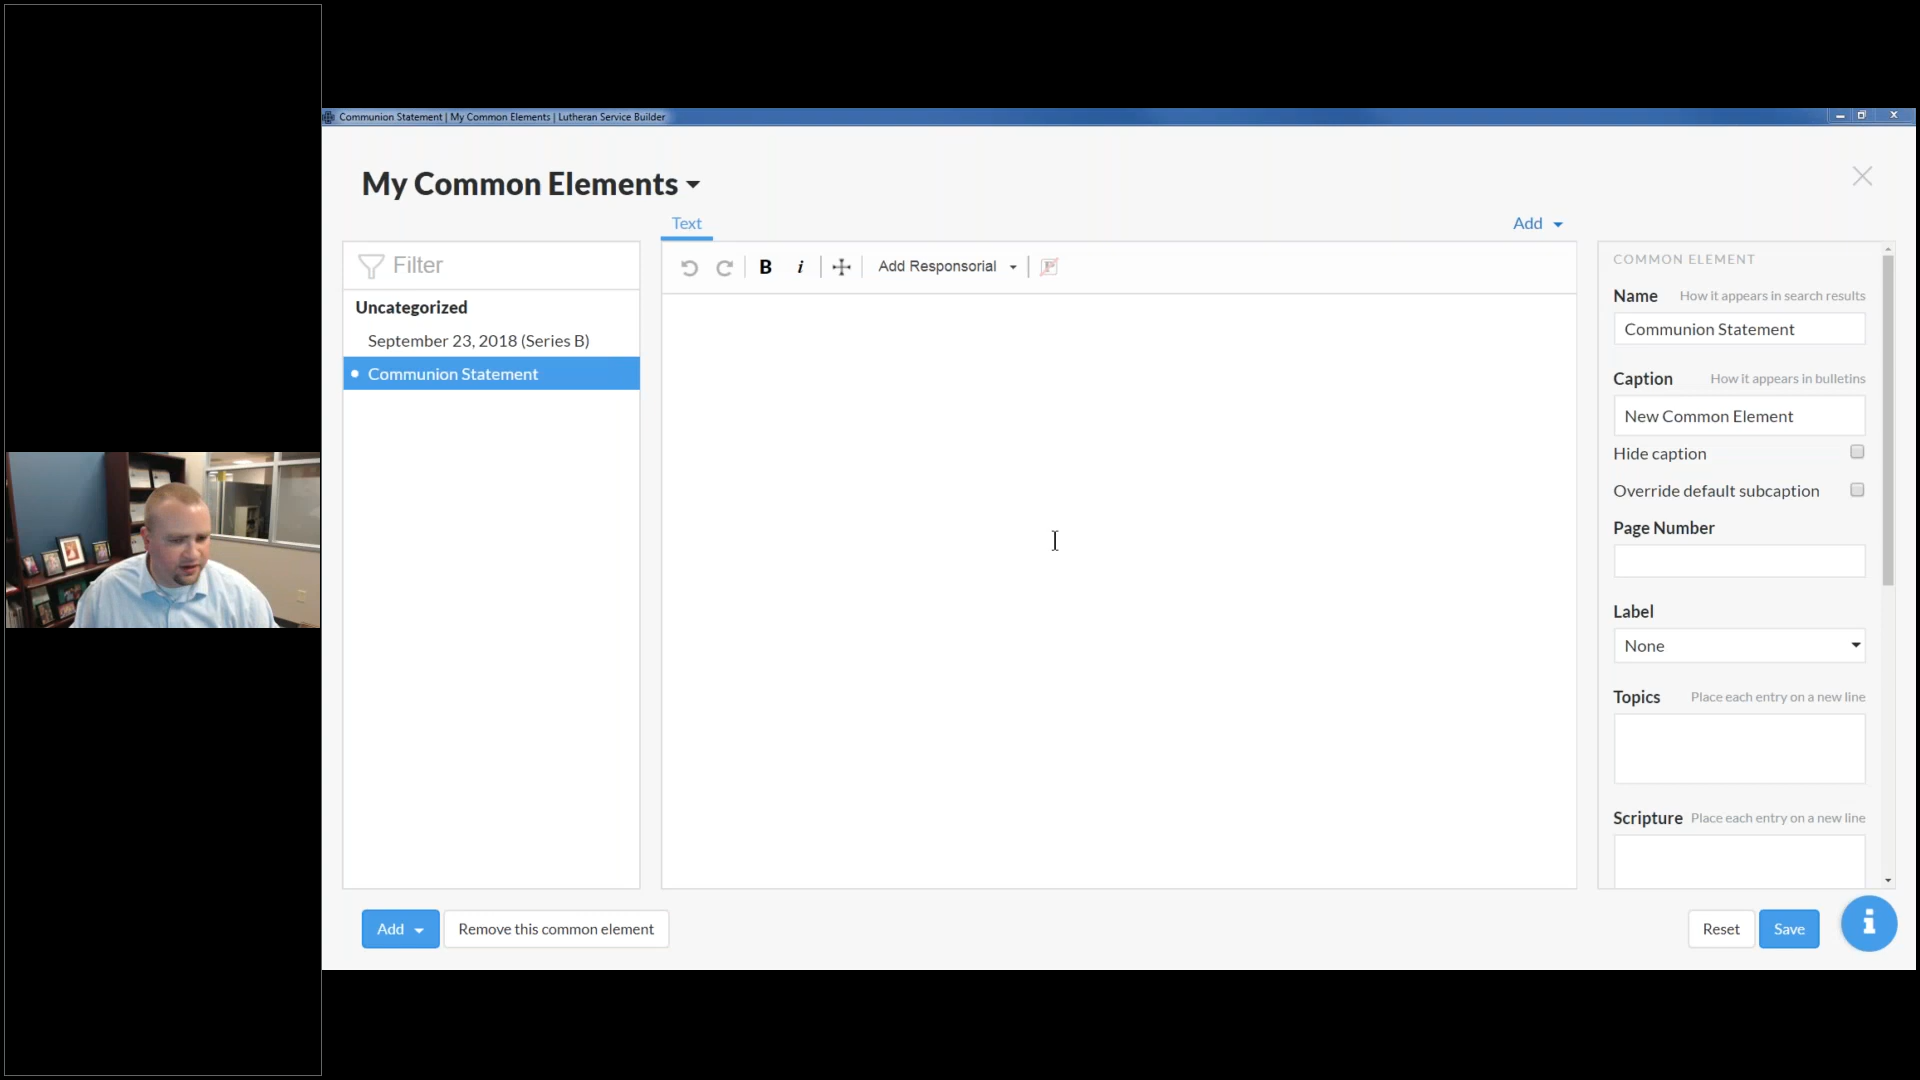 Communion Statement | My Common Elements | Lutheran Service Builder
My Common Elements
Text
Add
Filter
Uncategorized
September 23, 2018 (Series B)
Communion Statement
B i Add Responsorial
COMMON ELEMENT
Name How it appears in search results
Communion Statement
Caption How it appears in bulletins
New Common Element
Hide caption
Override default subcaption
Page Number
Label
None
Topics Place each entry on a new line
Scripture Place each entry on a new line
Add
Remove this common element
Reset
Save